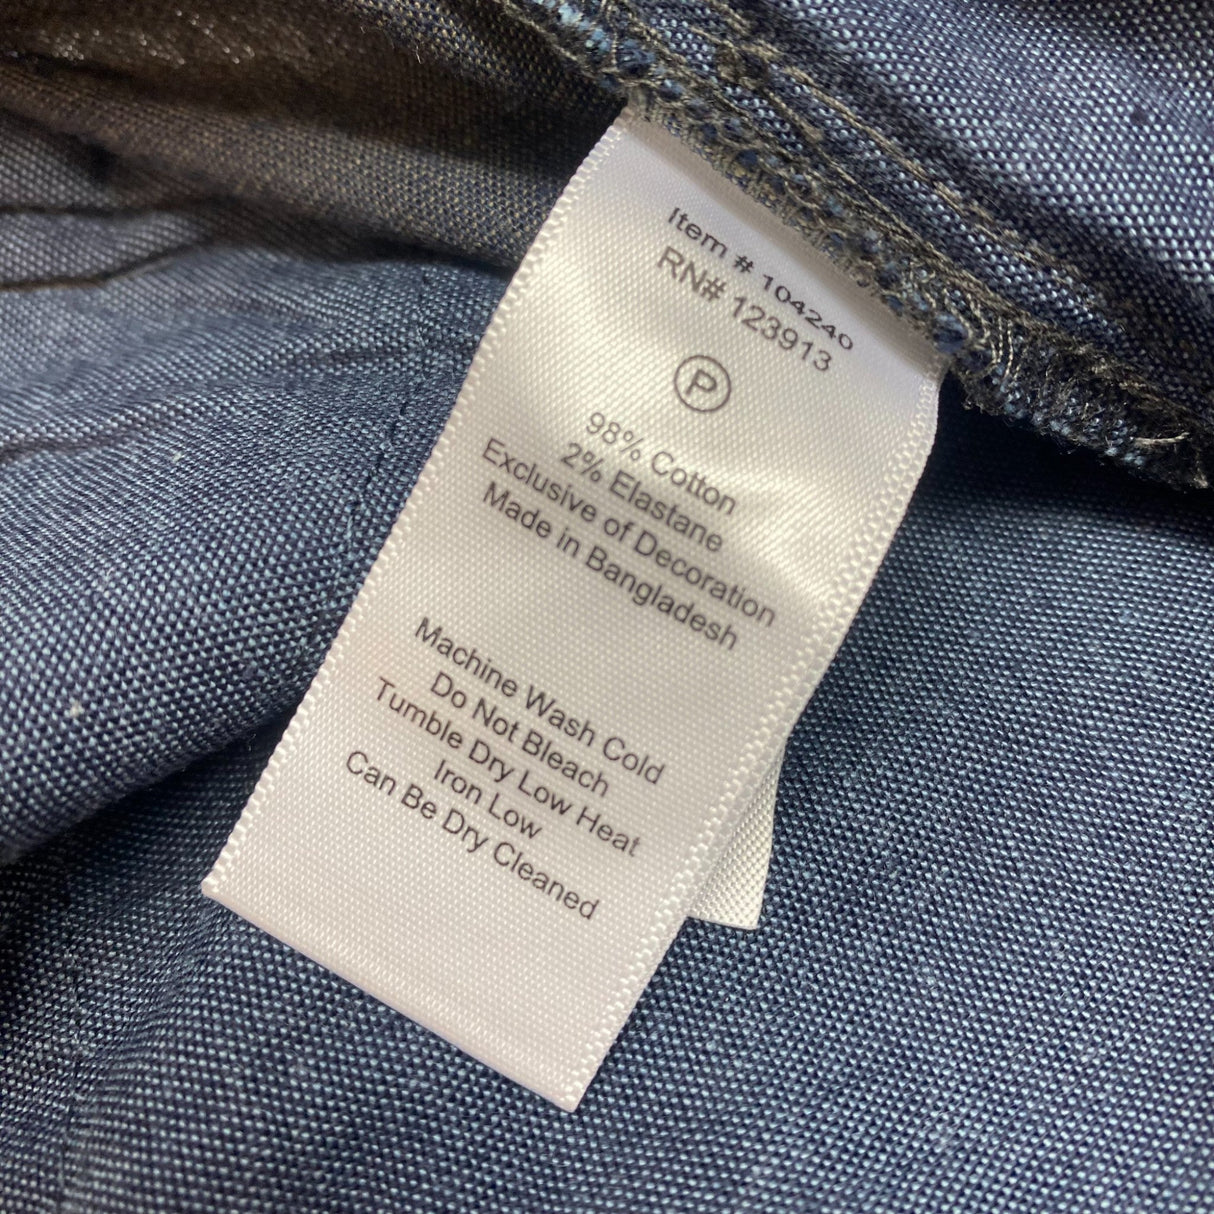 Item # 104240
RN# 123913
P
98% Cotton
2% Elastane
Exclusive of Decoration
Made in Bangladesh
Machine Wash Cold
Do Not Bleach
Tumble Dry Low Heat
Iron Low
Can Be Dry Cleaned